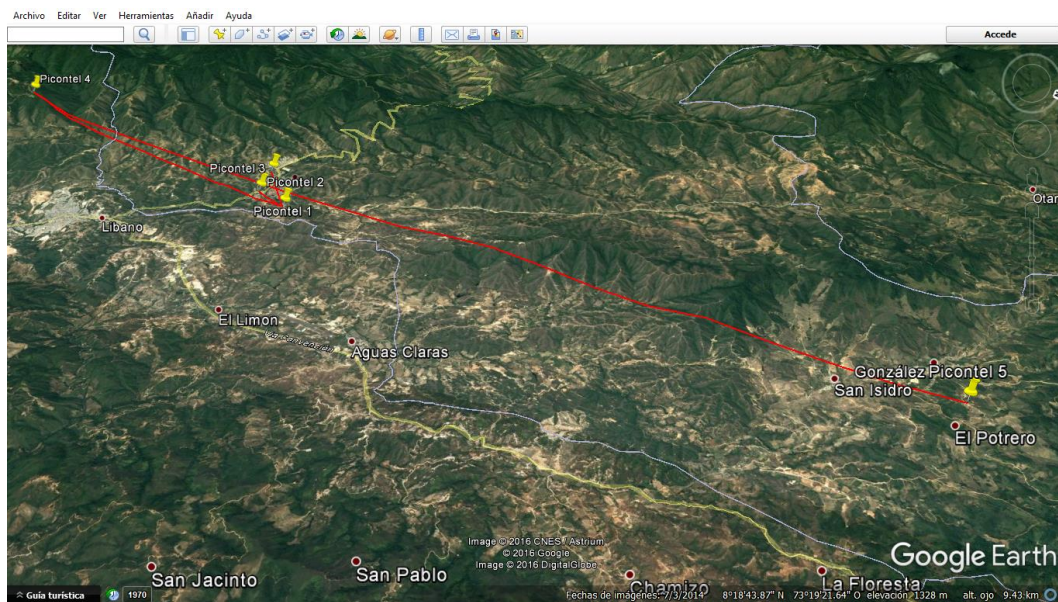 Archivo Editar Ver Herramientas Añadir Ayuda
Accede
Picontel 4
Picontel 3
Picontel 2
Picontel 1
Otar
Libano
El Limon
Aguas Claras
González Picontel 5
San Isidro
El Potrero
Image © 2016 CNES / Astrium
© 2016 Google
Image © 2016 DigitalGlobe
Google Earth
San Jacinto
San Pablo
Chamizo
La Floresta
Guía turística 1970
Fechas de imágenes: 7/3/2014 8°18'43.87" N 73°19'21.64" O elevación 1328 m alt. ojo 9.43 km